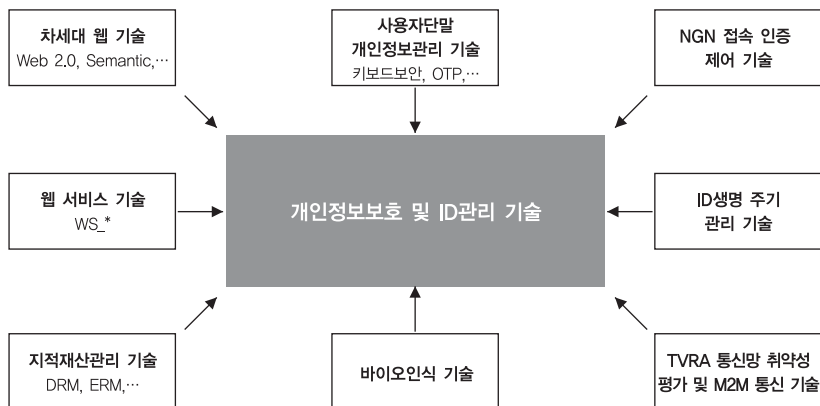 차세대 웹 기술
Web 2.0, Semantic,…
사용자단말
개인정보관리 기술
키보드보안, OTP,…
NGN 접속 인증
제어 기술
웹 서비스 기술
WS_*
개인정보보호 및 ID관리 기술
ID생명 주기
관리 기술
지적재산관리 기술
DRM, ERM,…
바이오인식 기술
TVRA 통신망 취약성
평가 및 M2M 통신 기술